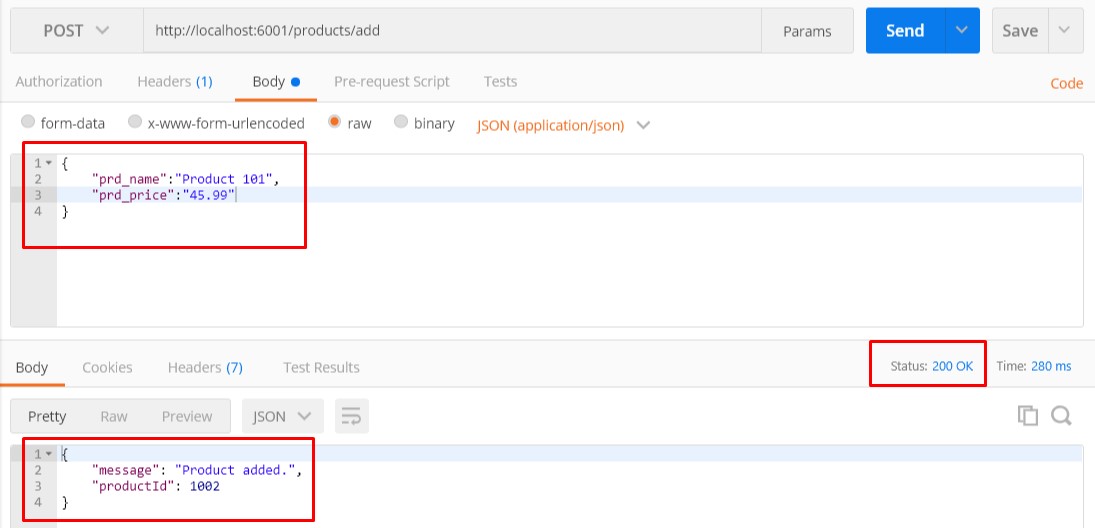 POST http://localhost:6001/products/add Params Send Save
Authorization Headers (1) Body Pre-request Script Tests Code
form-data x-www-form-urlencoded raw binary JSON (application/json)
1 {
2 "prd_name":"Product 101",
3 "prd_price":"45.99"
4 }
Body Cookies Headers (7) Test Results Status: 200 OK Time: 280 ms
Pretty Raw Preview JSON
1 {
2 "message": "Product added.",
3 "productId": 1002
4 }